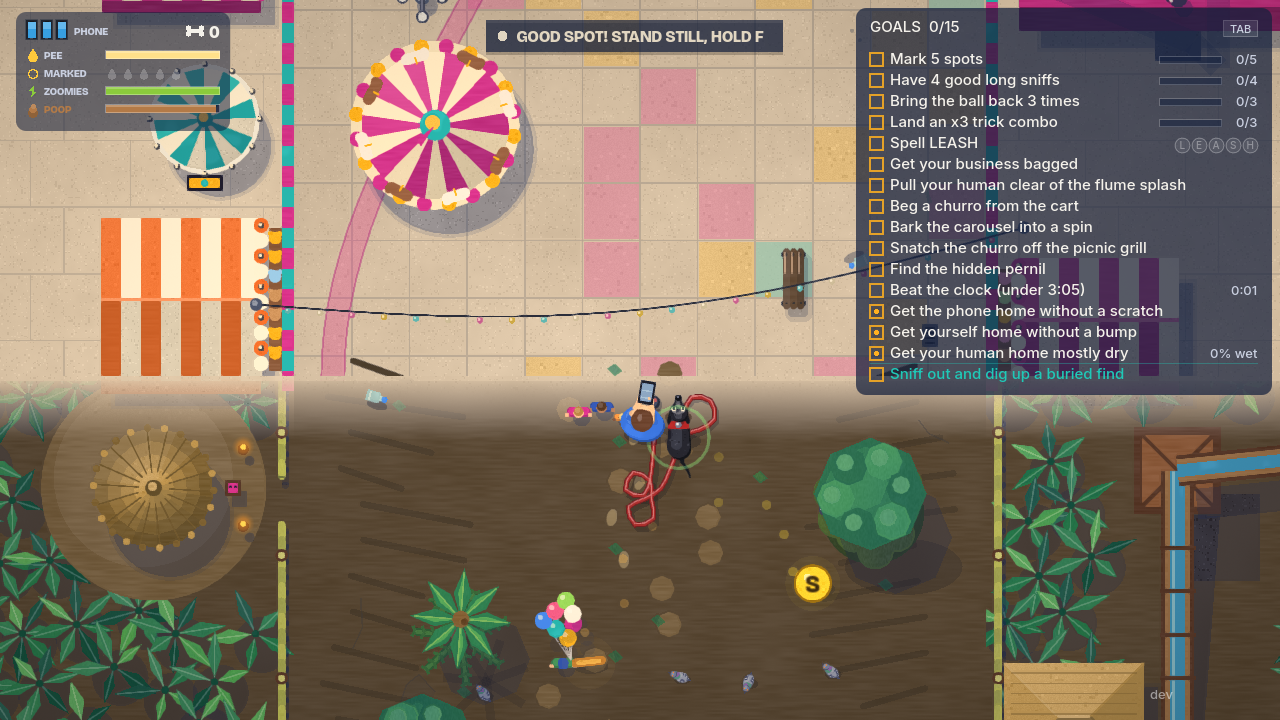 PHONE 0
PEE
MARKED
ZOOMIES
POOP
GOOD SPOT! STAND STILL, HOLD F
GOALS 0/15 TAB
Mark 5 spots 0/5
Have 4 good long sniffs 0/4
Bring the ball back 3 times 0/3
Land an x3 trick combo 0/3
Spell LEASH L E A S H
Get your business bagged
Pull your human clear of the flume splash
Beg a churro from the cart
Bark the carousel into a spin
Snatch the churro off the picnic grill
Find the hidden pernil
Beat the clock (under 3:05) 0:01
Get the phone home without a scratch
Get yourself home without a bump
Get your human home mostly dry 0% wet
Sniff out and dig up a buried find
S
dev